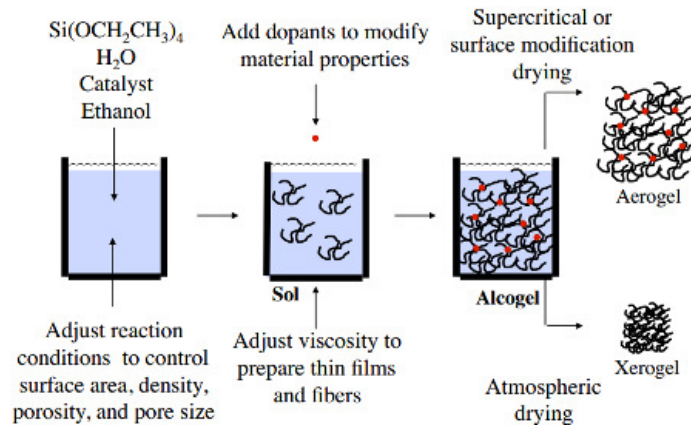 Si(OCH₂CH₃)₄
H₂O
Catalyst
Ethanol
Adjust reaction
conditions to control
surface area, density,
porosity, and pore size
Add dopants to modify
material properties
Sol
Adjust viscosity to
prepare thin films
and fibers
Alcogel
Supercritical or
surface modification
drying
Aerogel
Xerogel
Atmospheric
drying